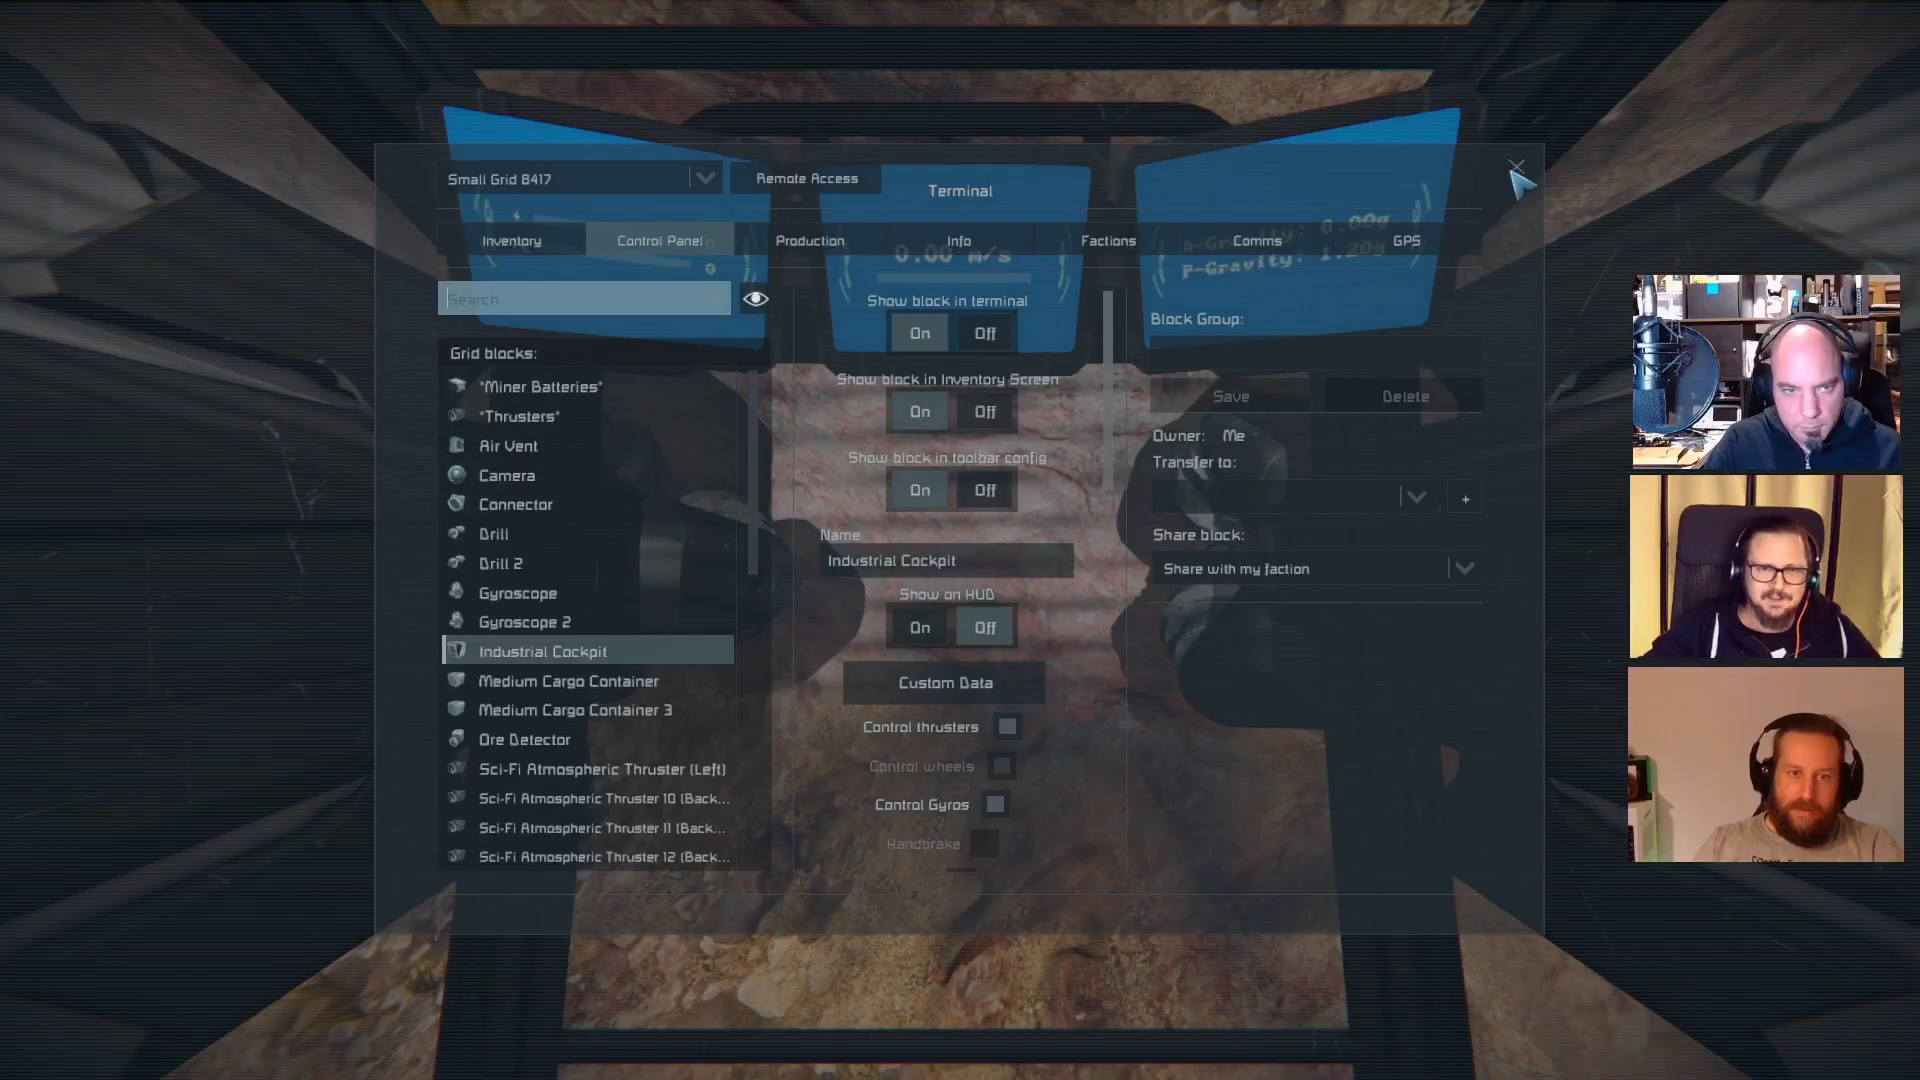 Small Grid 8417
Remote Access
Terminal
Inventory
Control Panel
Production
Info
Factions
Comms
GPS
0.00 m/s
0.00g
P-Gravity: 1.20g
Search
Grid blocks:
*Miner Batteries*
*Thrusters*
Air Vent
Camera
Connector
Drill
Drill 2
Gyroscope
Gyroscope 2
Industrial Cockpit
Medium Cargo Container
Medium Cargo Container 3
Ore Detector
Sci-Fi Atmospheric Thruster (Left)
Sci-Fi Atmospheric Thruster 10 (Back...
Sci-Fi Atmospheric Thruster 11 (Back...
Sci-Fi Atmospheric Thruster 12 (Back...
Show block in terminal
On Off
Show block in Inventory Screen
On Off
Show block in toolbar config
On Off
Name
Industrial Cockpit
Show on HUD
On Off
Custom Data
Control thrusters
Control wheels
Control Gyros
Handbrake
Block Group:
Save
Delete
Owner: Me
Transfer to:
+
Share block:
Share with my faction